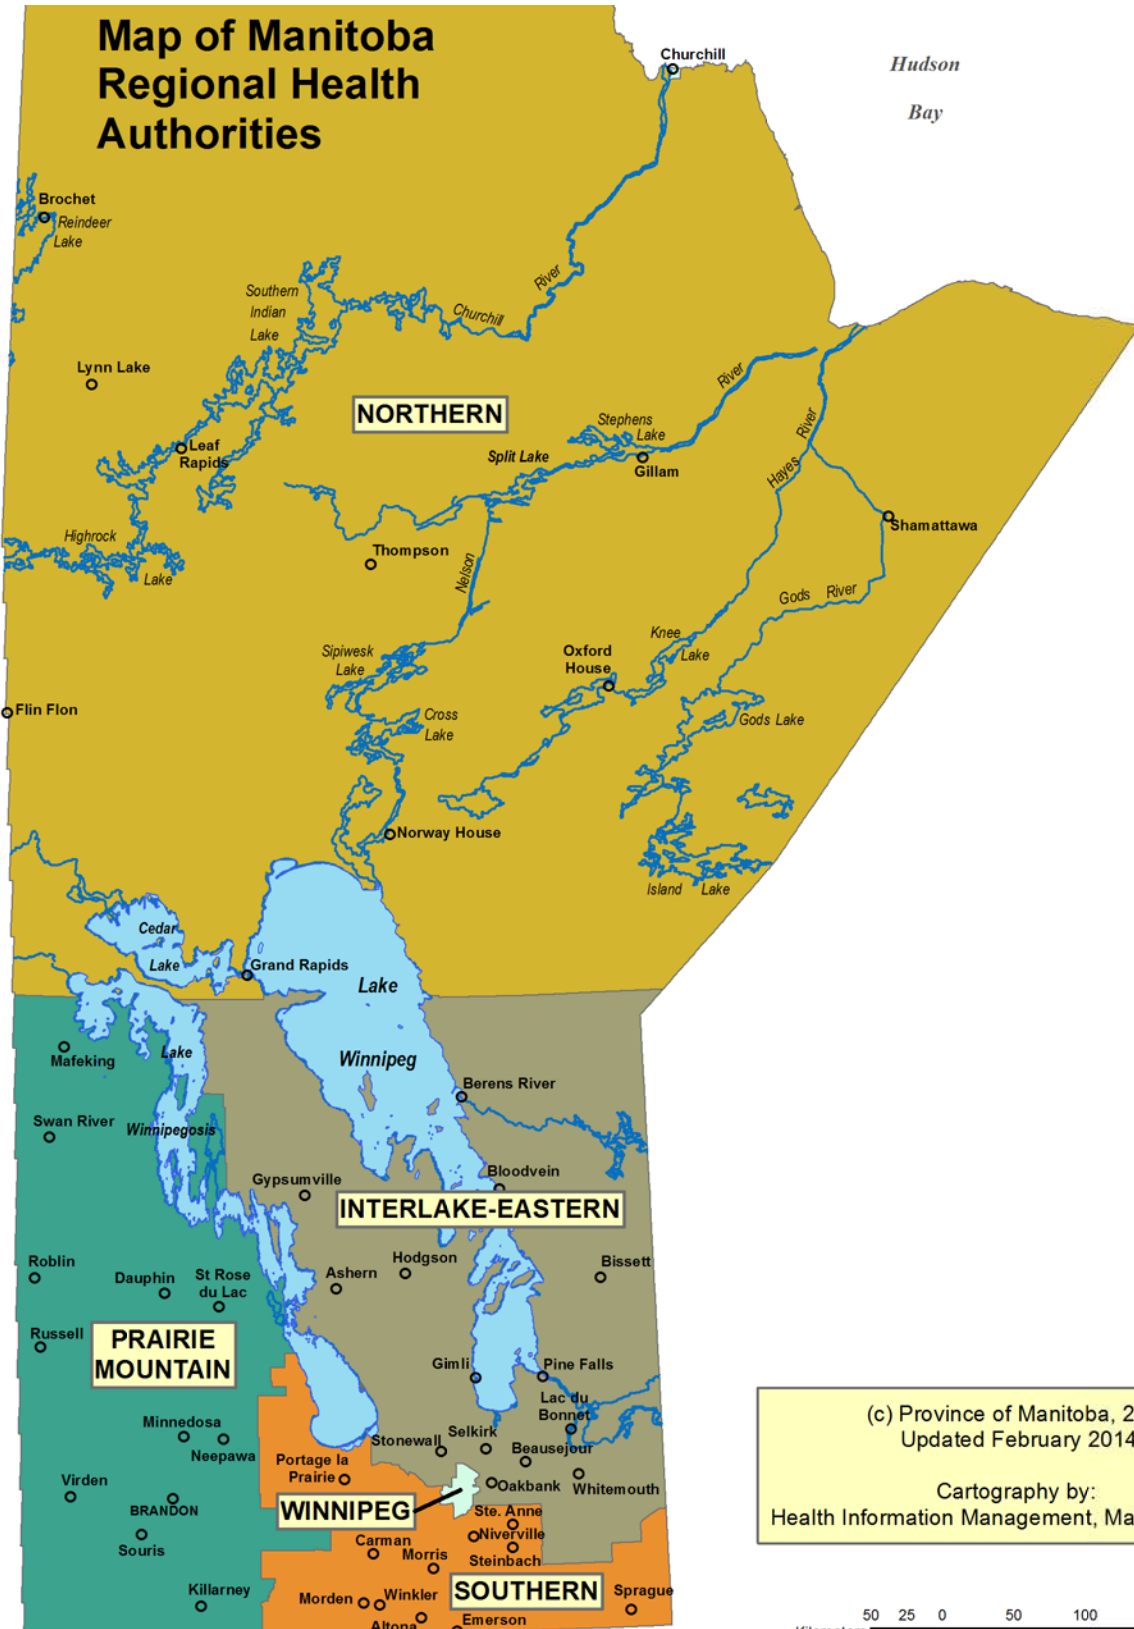 Map of Manitoba
Regional Health
Authorities
Churchill
Hudson
Bay
Brochet
Reindeer
Lake
Southern
Indian
Lake
Churchill
River
Lynn Lake
NORTHERN
River
Stephens
Lake
River
Leaf
Rapids
Split Lake
Gillam
Hayes
Shamattawa
Highrock
Lake
Thompson
Nelson
Gods River
Knee
Lake
Oxford
House
Sipiwesk
Lake
Flin Flon
Cross
Lake
Gods Lake
Norway House
Island Lake
Cedar
Lake
Grand Rapids
Lake
Winnipeg
Mafeking
Lake
Winnipegosis
Berens River
Swan River
Bloodvein
Gypsumville
INTERLAKE-EASTERN
Roblin
Dauphin
St Rose
du Lac
Ashern
Hodgson
Bissett
Russell
PRAIRIE
MOUNTAIN
Gimli
Pine Falls
Lac du
Bonnet
Minnedosa
Neepawa
Stonewall
Selkirk
Beausejour
Portage la
Prairie
Virden
Oakbank
Whitemouth
BRANDON
WINNIPEG
Ste. Anne
Niverville
Steinbach
Souris
Carman
Morris
SOUTHERN
Killarney
Morden
Winkler
Altona
Emerson
Sprague
(c) Province of Manitoba, 2
Updated February 2014
Cartography by:
Health Information Management, Ma
50 25 0 50 100